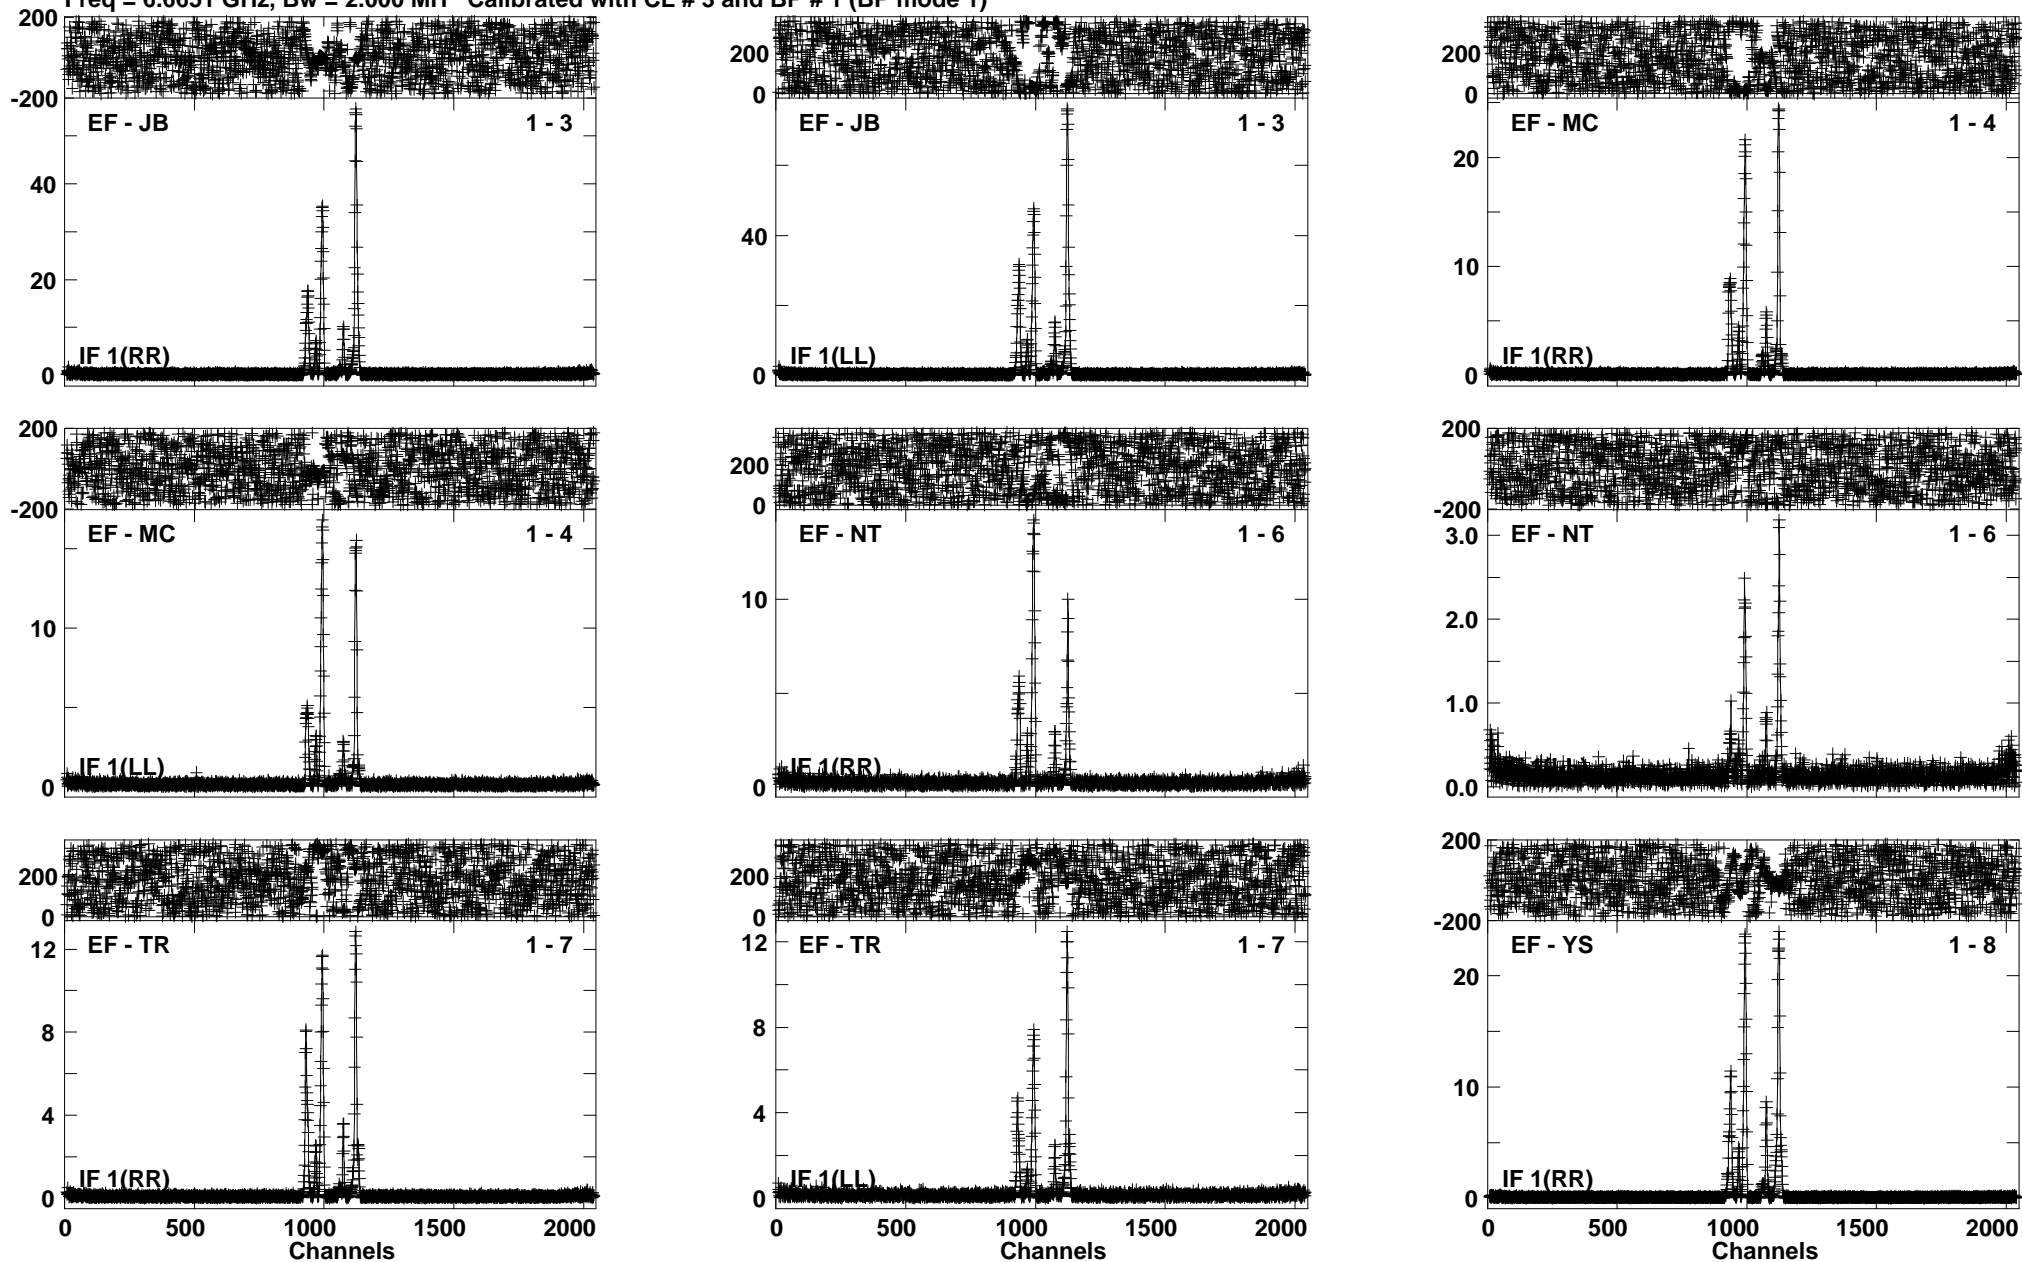 Freq = 6.6651 GHz, Bw = 2.000 MH Calibrated with CL # 3 and BP # 1 (BP mode 1)
200
-200
EF - JB 1 - 3
40
20
0
IF 1(RR)
200
0
EF - JB 1 - 3
40
0
IF 1(LL)
200
0
EF - MC 1 - 4
20
10
0
IF 1(RR)
200
-200
EF - MC 1 - 4
10
0
IF 1(LL)
200
0
EF - NT 1 - 6
10
0
IF 1(RR)
200
-200
EF - NT 1 - 6
3.0
2.0
1.0
0.0
200
0
EF - TR 1 - 7
12
8
4
0
IF 1(RR)
0 500 1000 1500 2000
Channels
200
0
EF - TR 1 - 7
12
8
4
0
IF 1(LL)
0 500 1000 1500 2000
Channels
200
-200
EF - YS 1 - 8
20
10
0
IF 1(RR)
0 500 1000 1500 2000
Channels